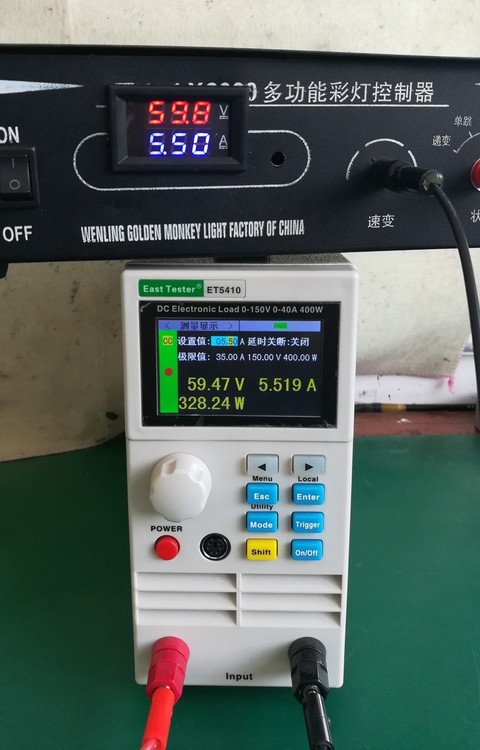 多功能彩灯控制器
59.8 V
5.50 A
ON
OFF
单跳
递变
速变
WENLING GOLDEN MONKEY LIGHT FACTORY OF CHINA
East Tester® ET5410
DC Electronic Load 0-150V 0-40A 400W
< 测量显示 >
CC 设置值: 05.50 A 延时关断:关闭
极限值: 35.00 A 150.00 V 400.00 W
59.47 V 5.519 A
328.24 W
◀ ▶
Menu Local
Esc Enter
Utility
Mode Trigger
POWER
Shift On/Off
Input